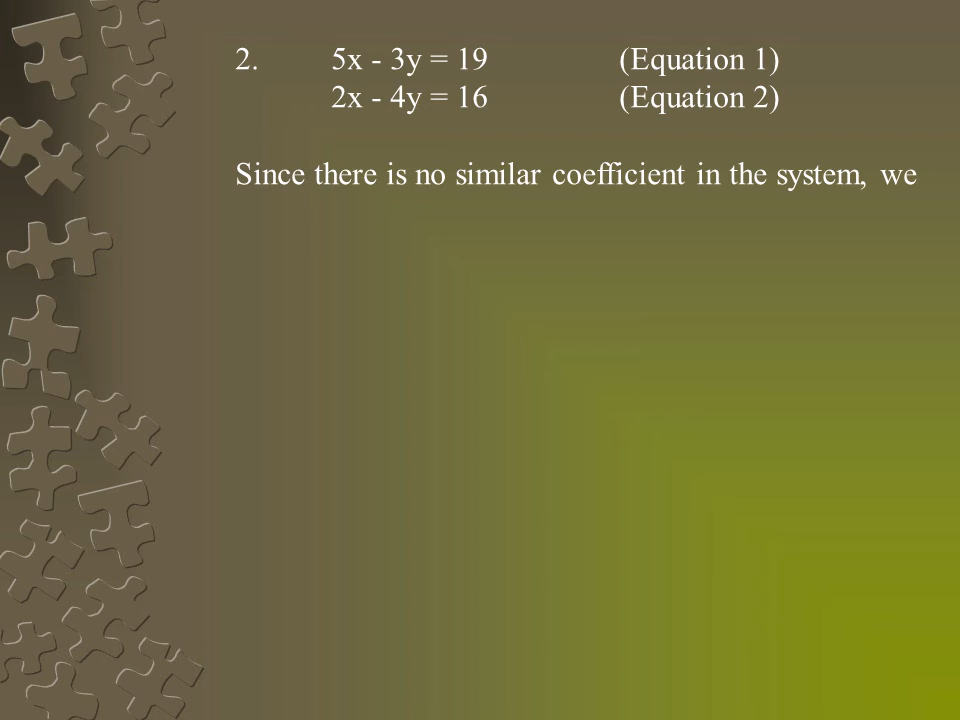 2. 5x - 3y = 19 (Equation 1)
2x - 4y = 16 (Equation 2)
Since there is no similar coefficient in the system, we